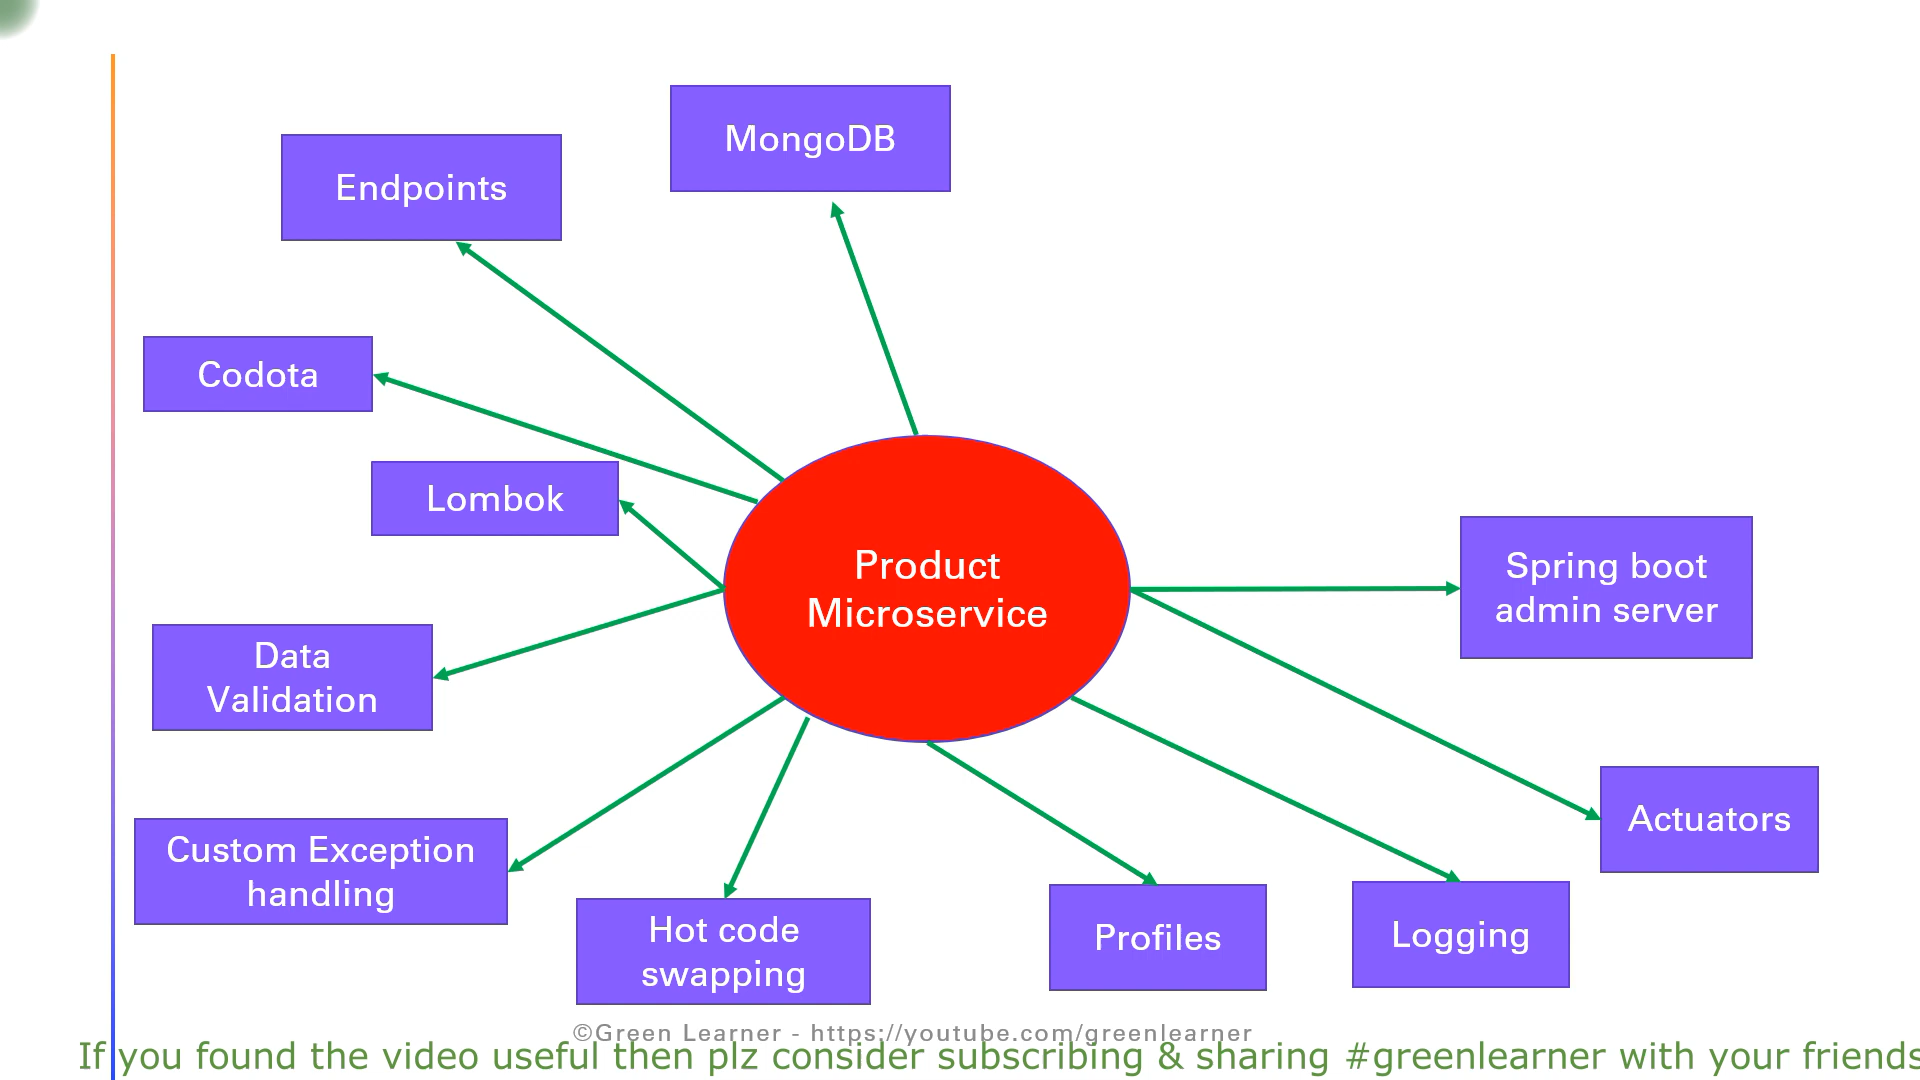 MongoDB
Endpoints
Codota
Lombok
Product
Microservice
Spring boot
admin server
Data
Validation
Actuators
Custom Exception
handling
Hot code
swapping
Profiles
Logging
©Green Learner - https://youtube.com/greenlearner
If you found the video useful then plz consider subscribing & sharing #greenlearner with your friends